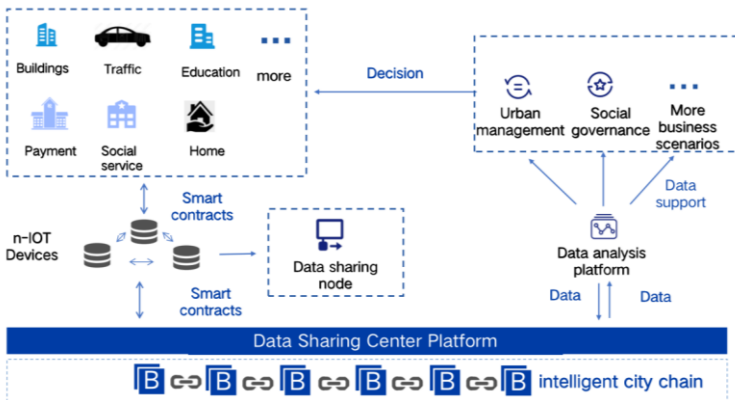 Buildings
Traffic
Education
more
Payment
Social
service
Home
Decision
Urban
management
Social
governance
More
business
scenarios
Smart
contracts
Data
support
n-IOT
Devices
Data sharing
node
Data analysis
platform
Smart
contracts
Data
Data
Data Sharing Center Platform
B B B B B B
intelligent city chain